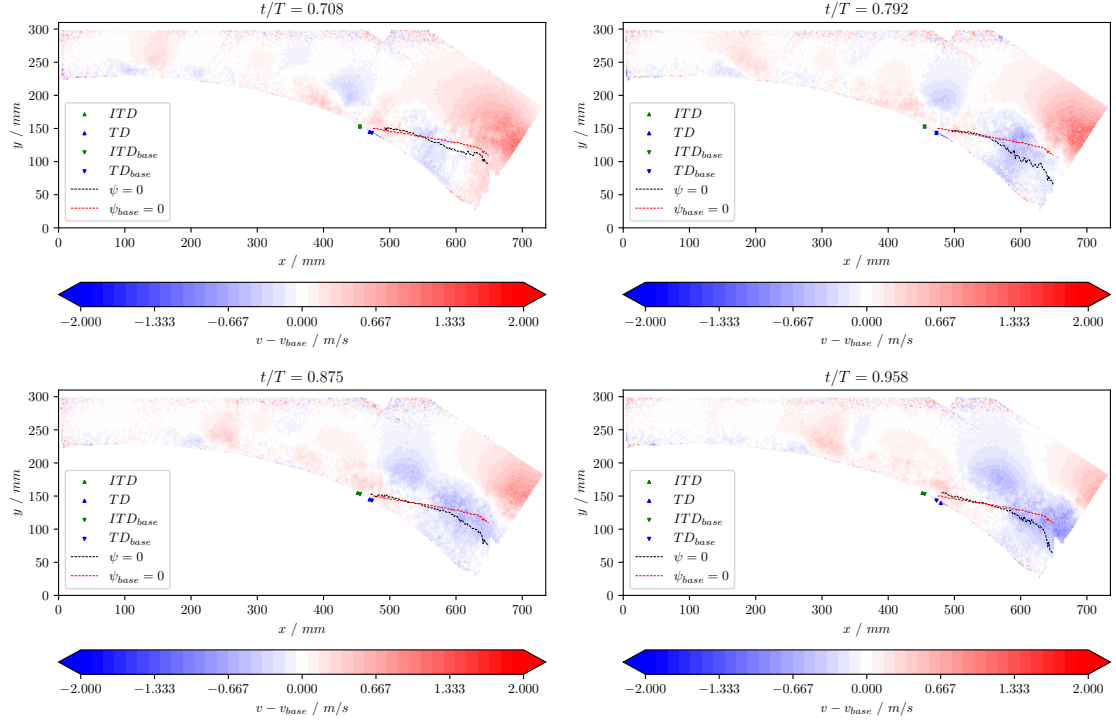 t/T = 0.708
t/T = 0.792
300
250
200
150
100
50
0
y / mm
ITD
TD
ITD_base
TD_base
ψ = 0
ψ_base = 0
0 100 200 300 400 500 600 700
x / mm
−2.000 −1.333 −0.667 0.000 0.667 1.333 2.000
v − v_base / m/s
300
250
200
150
100
50
0
y / mm
ITD
TD
ITD_base
TD_base
ψ = 0
ψ_base = 0
0 100 200 300 400 500 600 700
x / mm
−2.000 −1.333 −0.667 0.000 0.667 1.333 2.000
v − v_base / m/s
t/T = 0.875
t/T = 0.958
300
250
200
150
100
50
0
y / mm
ITD
TD
ITD_base
TD_base
ψ = 0
ψ_base = 0
0 100 200 300 400 500 600 700
x / mm
−2.000 −1.333 −0.667 0.000 0.667 1.333 2.000
v − v_base / m/s
300
250
200
150
100
50
0
y / mm
ITD
TD
ITD_base
TD_base
ψ = 0
ψ_base = 0
0 100 200 300 400 500 600 700
x / mm
−2.000 −1.333 −0.667 0.000 0.667 1.333 2.000
v − v_base / m/s